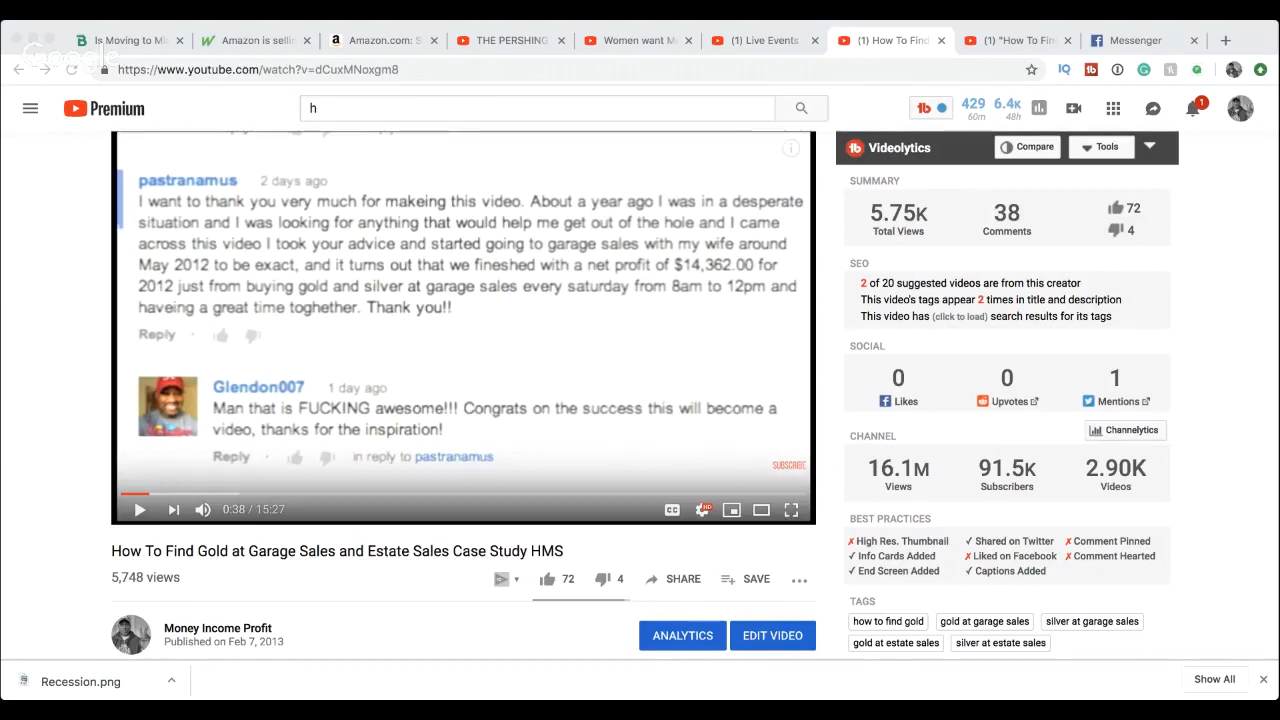 Is Moving to Mi
Amazon is sellin
Amazon.com: S
THE PERSHING
Women want M
(1) Live Events
(1) How To Find
(1) "How To Fin
Messenger
Google
https://www.youtube.com/watch?v=dCuxMNoxgm8
IQ
Premium
h
429
60m
6.4K
48h
1
pastranamus 2 days ago
I want to thank you very much for makeing this video. About a year ago I was in a desperate
situation and I was looking for anything that would help me get out of the hole and I came
across this video I took your advice and started going to garage sales with my wife around
May 2012 to be exact, and it turns out that we fineshed with a net profit of $14,362.00 for
2012 just from buying gold and silver at garage sales every saturday from 8am to 12pm and
haveing a great time toghether. Thank you!!
Reply
Glendon007 1 day ago
Man that is FUCKING awesome!!! Congrats on the success this will become a
video, thanks for the inspiration!
Reply in reply to pastranamus
SUBSCRIBE
0:38 / 15:27
CC
HD
How To Find Gold at Garage Sales and Estate Sales Case Study HMS
5,748 views
72
4
SHARE
SAVE
Money Income Profit
Published on Feb 7, 2013
ANALYTICS
EDIT VIDEO
Videolytics
Compare
Tools
SUMMARY
5.75K
Total Views
38
Comments
72
4
SEO
2 of 20 suggested videos are from this creator
This video's tags appear 2 times in title and description
This video has (click to load) search results for its tags
SOCIAL
0
Likes
0
Upvotes
1
Mentions
Channelytics
CHANNEL
16.1M
Views
91.5K
Subscribers
2.90K
Videos
BEST PRACTICES
✗ High Res. Thumbnail
✓ Shared on Twitter
✗ Comment Pinned
✓ Info Cards Added
✗ Liked on Facebook
✗ Comment Hearted
✓ End Screen Added
✓ Captions Added
TAGS
how to find gold
gold at garage sales
silver at garage sales
gold at estate sales
silver at estate sales
Recession.png
Show All